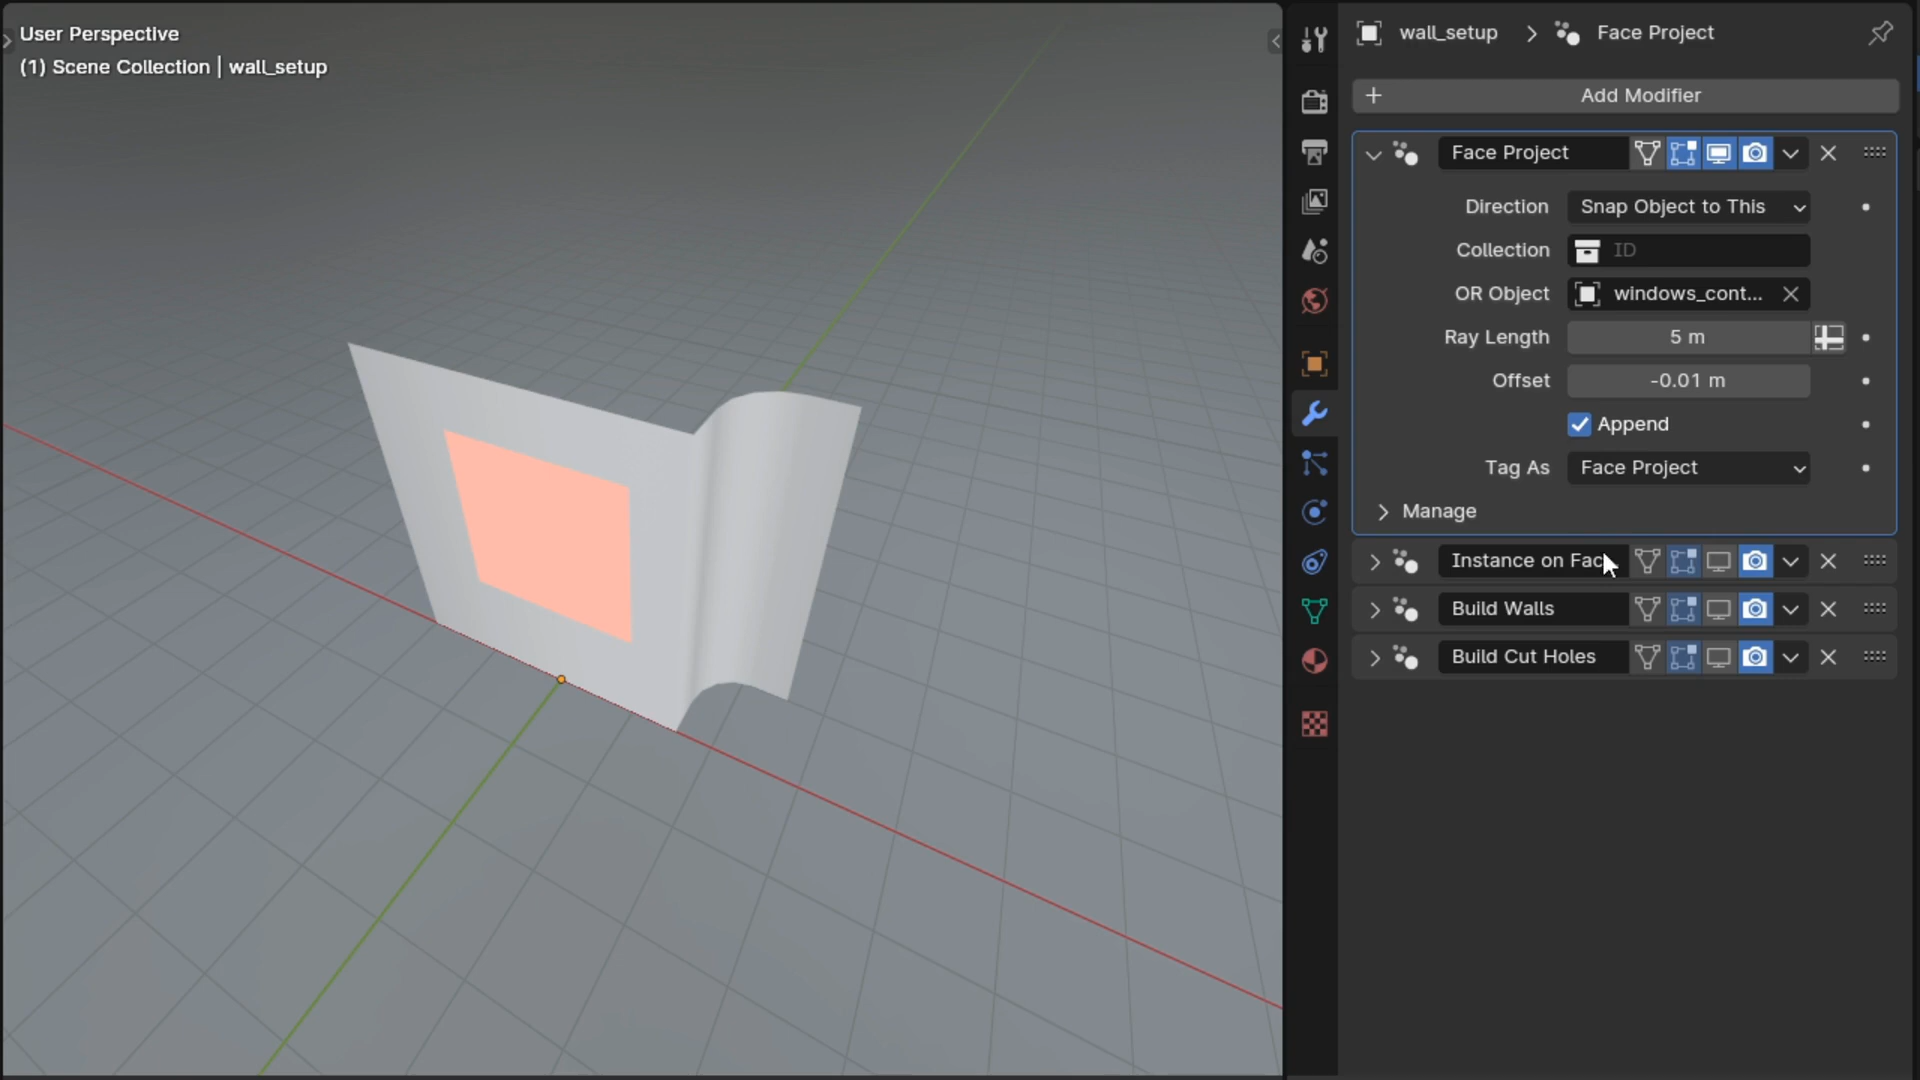 User Perspective
(1) Scene Collection | wall_setup
wall_setup
Face Project
Add Modifier
Face Project
Direction
Snap Object to This
Collection
ID
OR Object
windows_cont...
Ray Length
5 m
Offset
-0.01 m
Append
Tag As
Face Project
Manage
Instance on Fac
Build Walls
Build Cut Holes